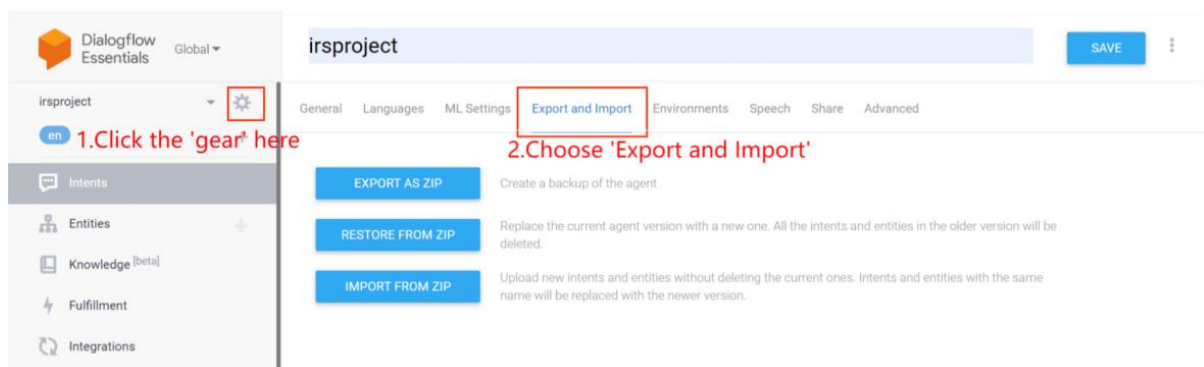 Dialogflow
Essentials
Global
irsproject
SAVE
irsproject
General Languages ML Settings Export and Import Environments Speech Share Advanced
en
1.Click the 'gear' here
2.Choose 'Export and Import'
Intents
EXPORT AS ZIP
Create a backup of the agent
Entities
RESTORE FROM ZIP
Replace the current agent version with a new one. All the intents and entities in the older version will be
deleted.
Knowledge [beta]
IMPORT FROM ZIP
Upload new intents and entities without deleting the current ones. Intents and entities with the same
name will be replaced with the newer version.
Fulfillment
Integrations